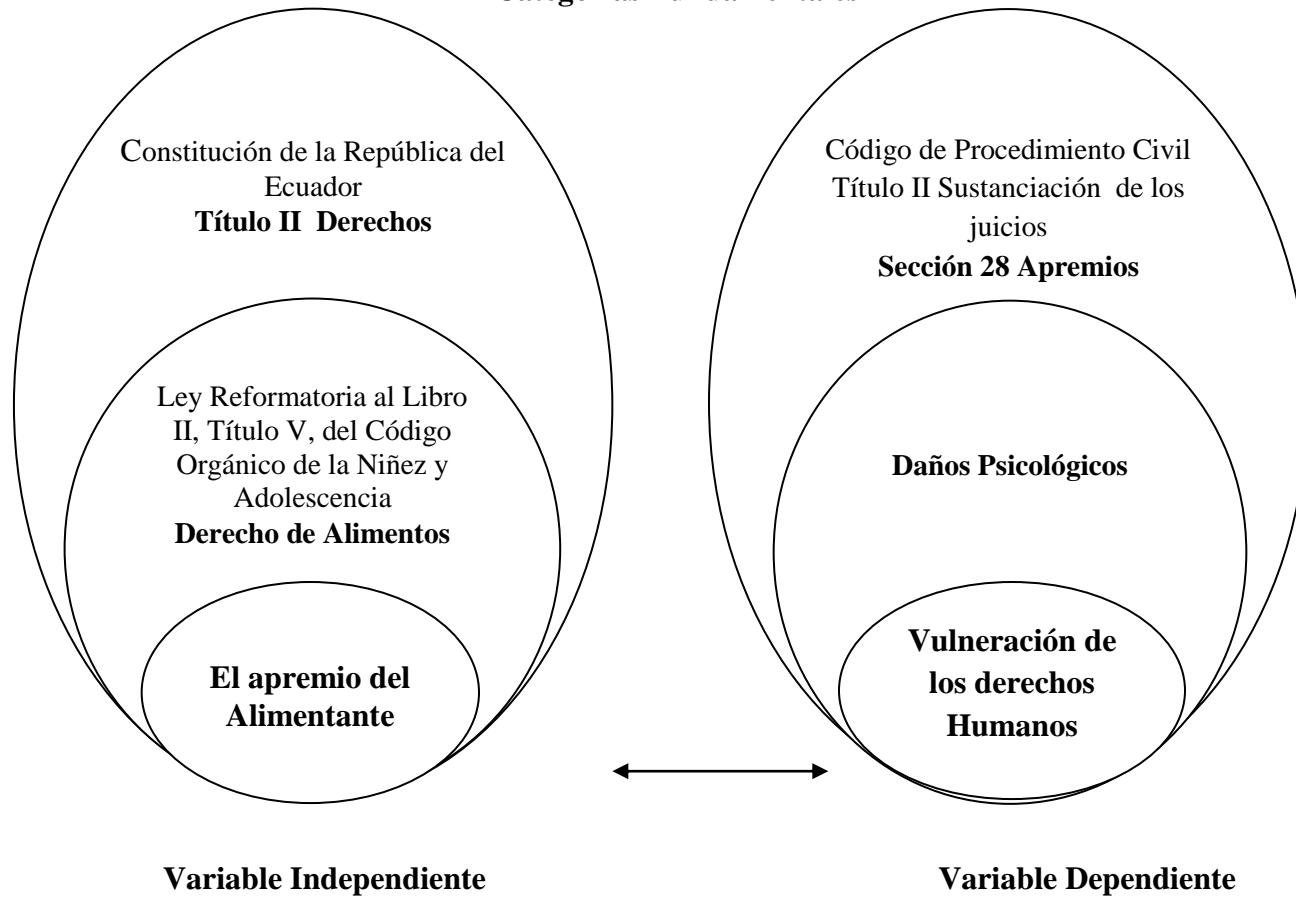 Constitución de la República del
Ecuador
Título II Derechos
Ley Reformatoria al Libro
II, Título V, del Código
Orgánico de la Niñez y
Adolescencia
Derecho de Alimentos
El apremio del
Alimentante
Variable Independiente
Código de Procedimiento Civil
Título II Sustanciación de los
juicios
Sección 28 Apremios
Daños Psicológicos
Vulneración de
los derechos
Humanos
Variable Dependiente